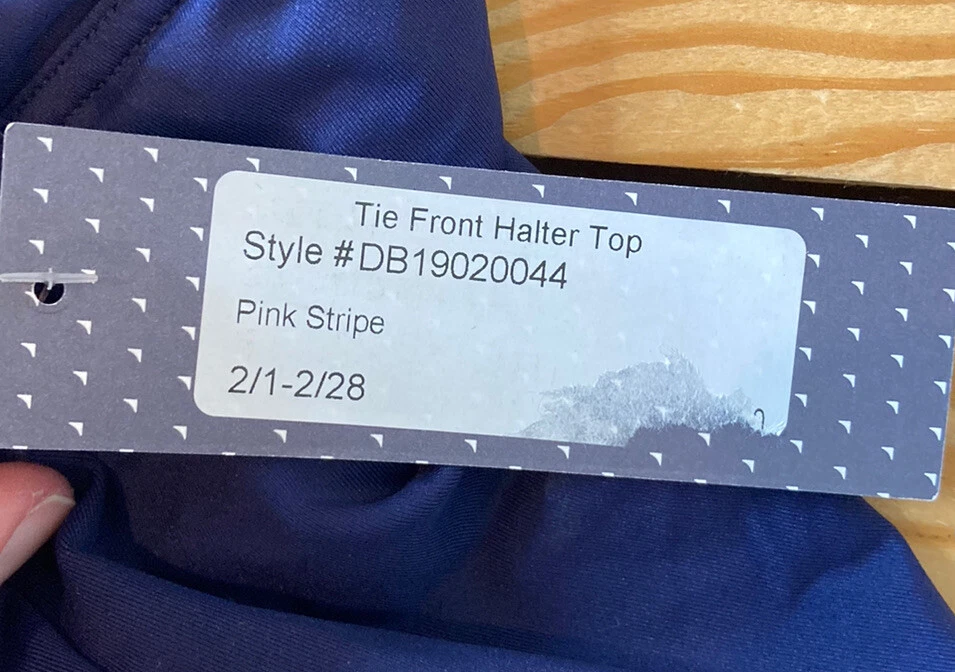 Tie Front Halter Top
Style #DB19020044
Pink Stripe
2/1-2/28